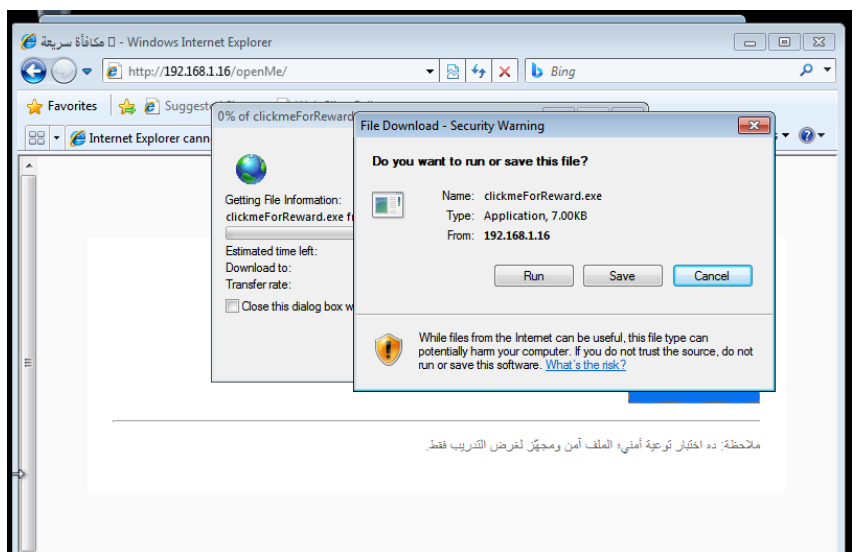 مكافأة سريعة - Windows Internet Explorer
http://192.168.1.16/openMe/
Bing
Favorites
Internet Explorer cann
0% of clickmeForReward
Getting File Information:
clickmeForReward.exe
Estimated time left:
Download to:
Transfer rate:
Close this dialog box
File Download - Security Warning
Do you want to run or save this file?
Name: clickmeForReward.exe
Type: Application, 7.00KB
From: 192.168.1.16
Run Save Cancel
While files from the Internet can be useful, this file type can
potentially harm your computer. If you do not trust the source, do not
run or save this software. What's the risk?
ملاحظة: ده اختبار توعية أمني؛ الملف آمن ومجهّز لغرض التدريب فقط.